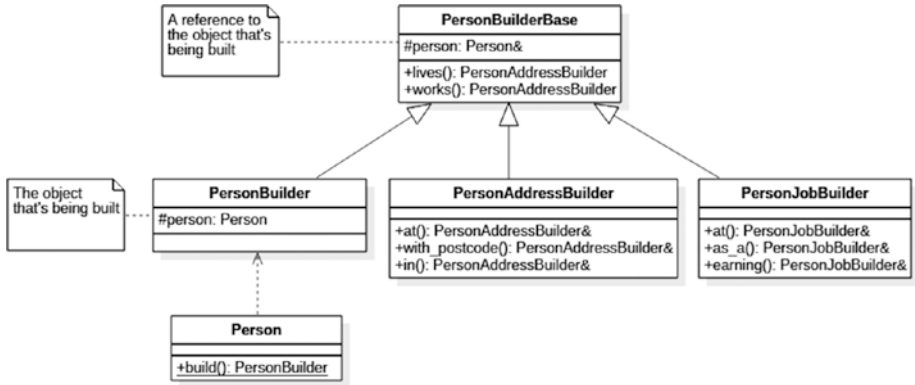 A reference to
the object that's
being built
PersonBuilderBase
#person: Person&
+lives(): PersonAddressBuilder
+works(): PersonAddressBuilder
The object
that's being built
PersonBuilder
#person: Person
PersonAddressBuilder
+at(): PersonAddressBuilder&
+with_postcode(): PersonAddressBuilder&
+in(): PersonAddressBuilder&
PersonJobBuilder
+at(): PersonJobBuilder&
+as_a(): PersonJobBuilder&
+earning(): PersonJobBuilder&
Person
+build(): PersonBuilder